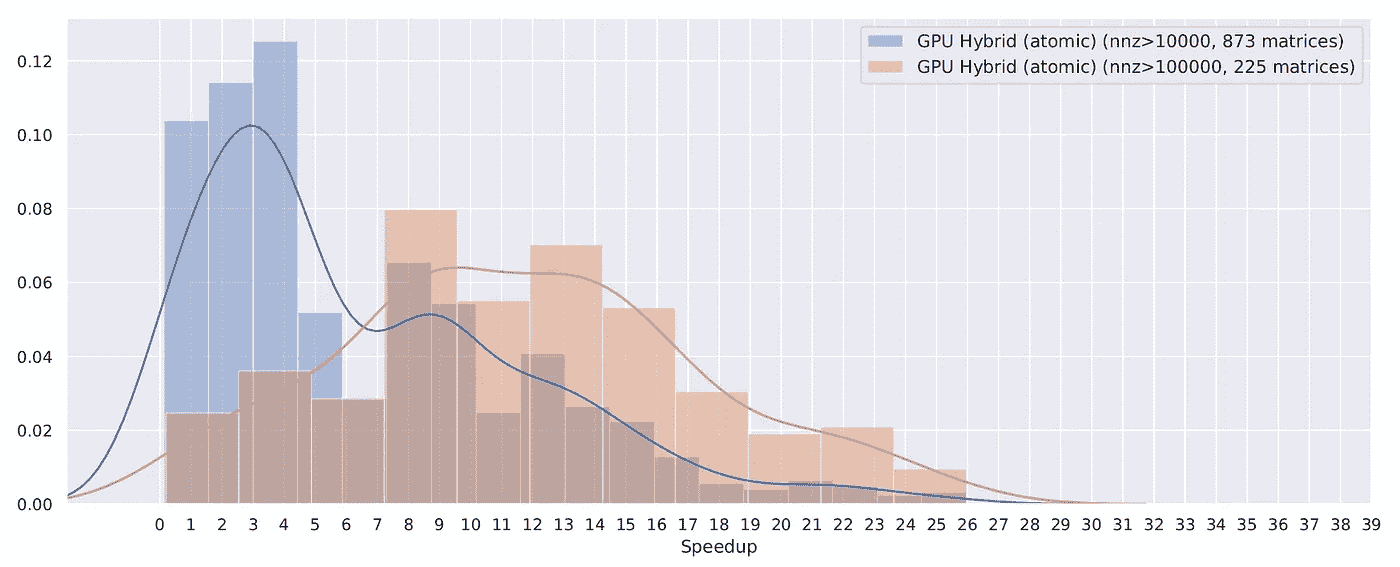 GPU Hybrid (atomic) (nnz>10000, 873 matrices)
GPU Hybrid (atomic) (nnz>100000, 225 matrices)
0.12
0.10
0.08
0.06
0.04
0.02
0.00
0 1 2 3 4 5 6 7 8 9 10 11 12 13 14 15 16 17 18 19 20 21 22 23 24 25 26 27 28 29 30 31 32 33 34 35 36 37 38 39
Speedup